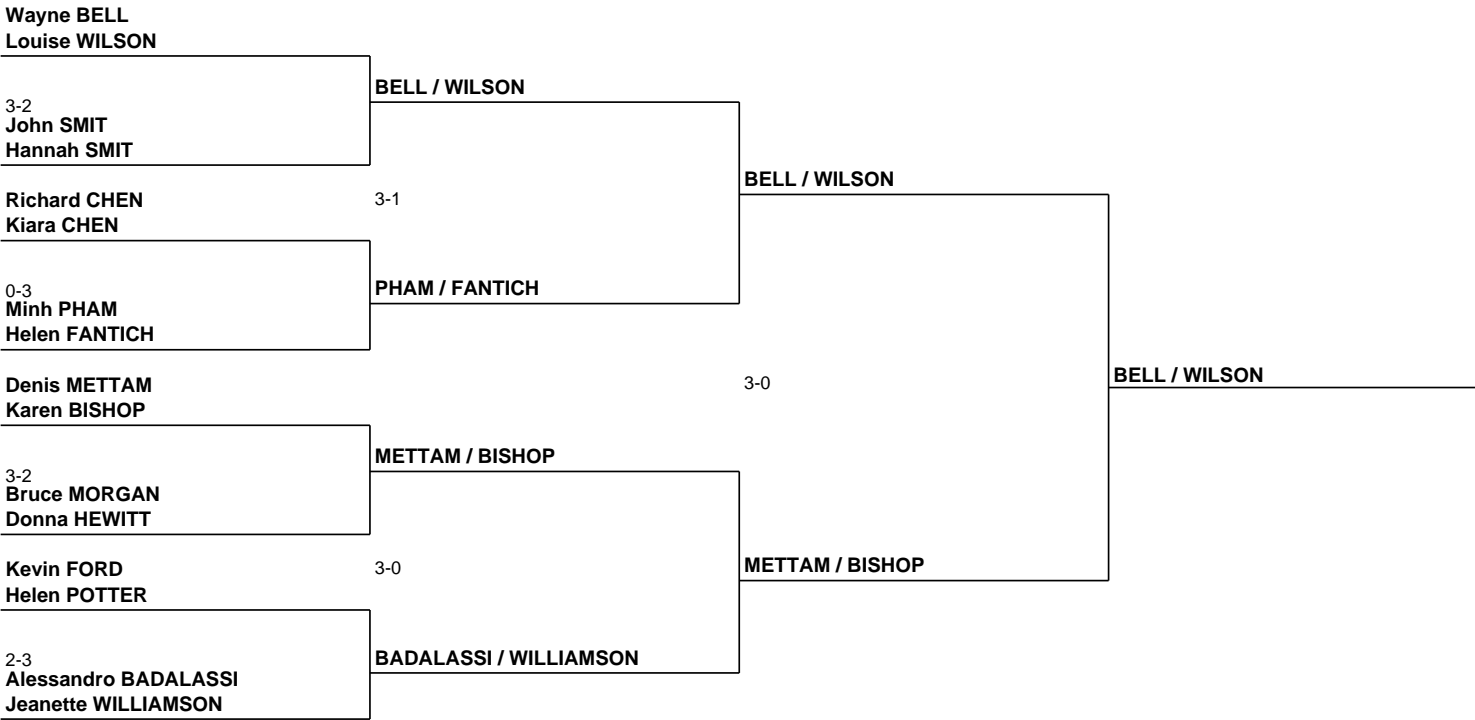 Wayne BELL
Louise WILSON
BELL / WILSON
3-2
John SMIT
Hannah SMIT
BELL / WILSON
Richard CHEN
3-1
Kiara CHEN
PHAM / FANTICH
0-3
Minh PHAM
Helen FANTICH
BELL / WILSON
Denis METTAM
3-0
Karen BISHOP
METTAM / BISHOP
3-2
Bruce MORGAN
Donna HEWITT
METTAM / BISHOP
Kevin FORD
3-0
Helen POTTER
BADALASSI / WILLIAMSON
2-3
Alessandro BADALASSI
Jeanette WILLIAMSON